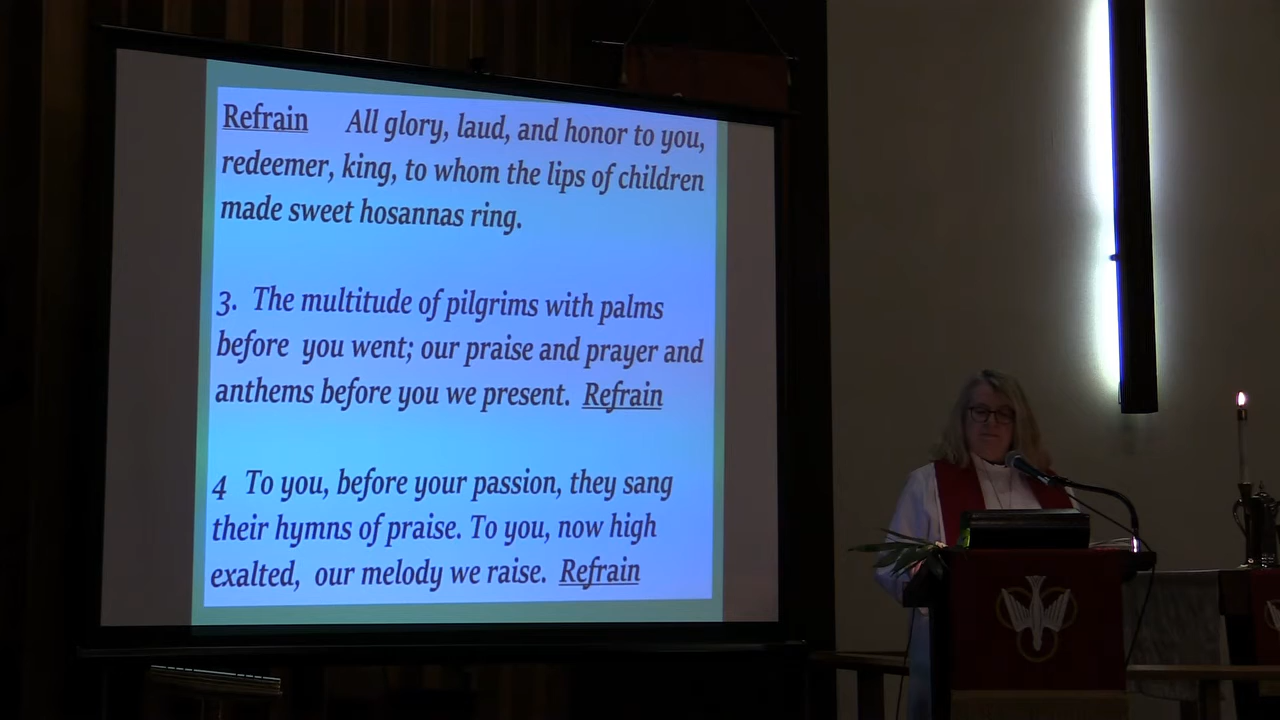 Refrain All glory, laud, and honor to you,
redeemer, king, to whom the lips of children
made sweet hosannas ring.
3. The multitude of pilgrims with palms
before you went; our praise and prayer and
anthems before you we present. Refrain
4 To you, before your passion, they sang
their hymns of praise. To you, now high
exalted, our melody we raise. Refrain